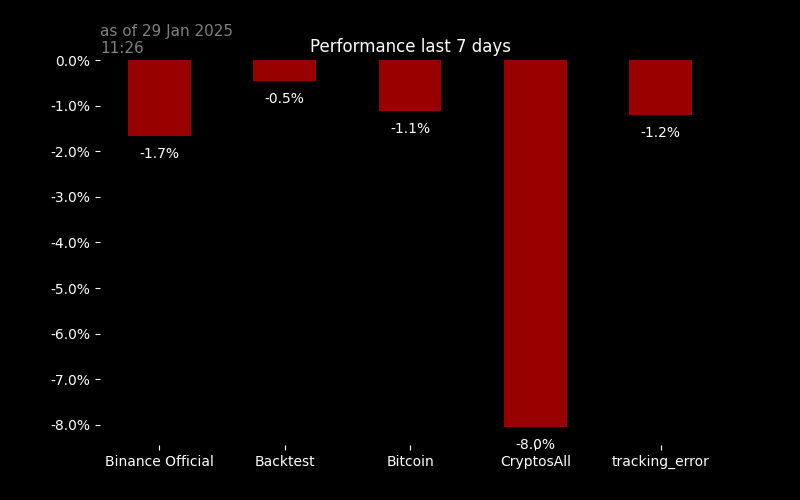 as of 29 Jan 2025
11:26
Performance last 7 days
0.0%
-1.0%
-2.0%
-3.0%
-4.0%
-5.0%
-6.0%
-7.0%
-8.0%
-1.7%
-0.5%
-1.1%
-8.0%
-1.2%
Binance Official
Backtest
Bitcoin
CryptosAll
tracking_error